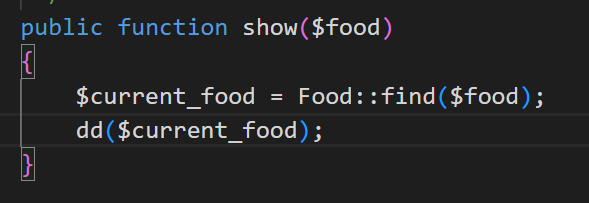 public function show($food)
{
    $current_food = Food::find($food);
    dd($current_food);
}